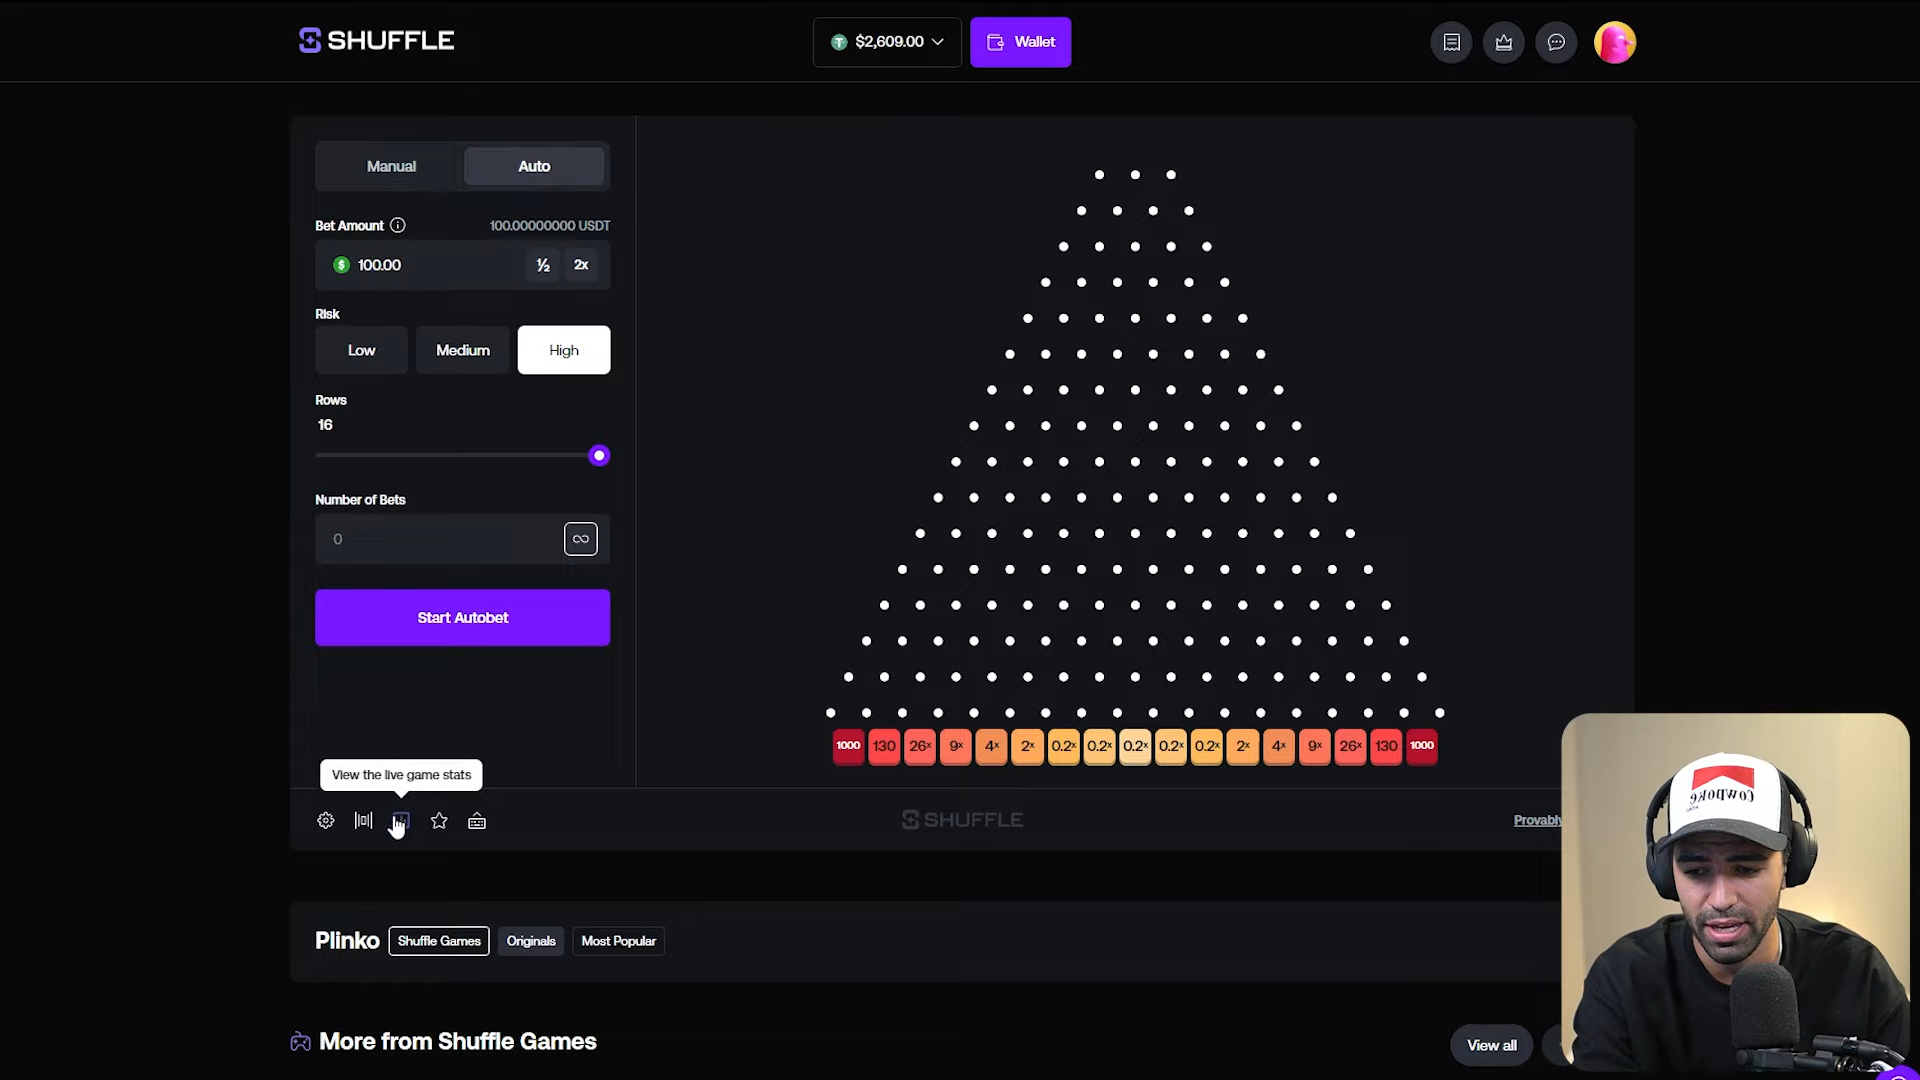 SHUFFLE
$2,609.00
Wallet
Manual
Auto
Bet Amount
100.00000000 USDT
100.00
½
2x
Risk
Low
Medium
High
Rows
16
Number of Bets
0
Start Autobet
1000
130
26x
9x
4x
2x
0.2x
0.2x
0.2x
0.2x
0.2x
2x
4x
9x
26x
130
1000
View the live game stats
SHUFFLE
Provably
Plinko
Shuffle Games
Originals
Most Popular
More from Shuffle Games
View all
Cowpoke